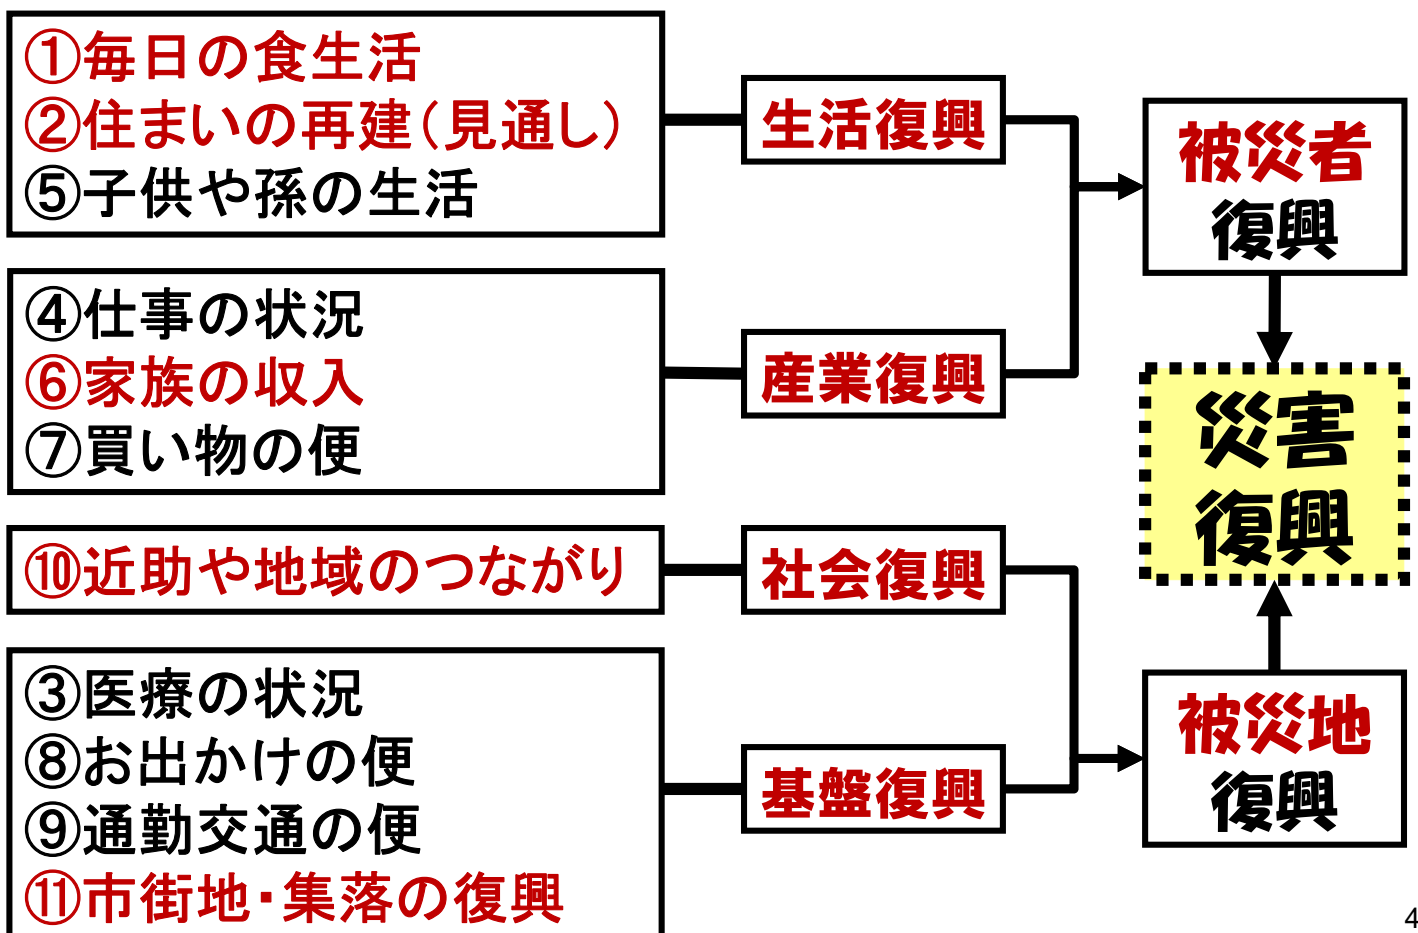 ①毎日の食生活
②住まいの再建(見通し)
⑤子供や孫の生活
生活復興
④仕事の状況
⑥家族の収入
⑦買い物の便
産業復興
被災者
復興
⑩近助や地域のつながり
社会復興
③医療の状況
⑧お出かけの便
⑨通勤交通の便
⑪市街地・集落の復興
基盤復興
被災地
復興
災害
復興
4